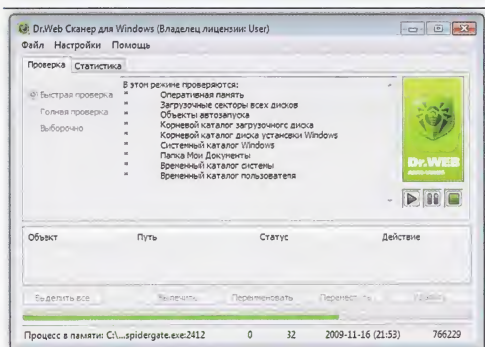 Dr.Web Сканер для Windows (Владелец лицензии: User)
Файл Настройки Помощь
Проверка Статистика
Быстрая проверка
Полная проверка
Выборочно
В этом режиме проверяются:
" Оперативная память
" Загрузочные секторы всех дисков
" Объекты автозапуска
" Корневой каталог загрузочного диска
" Корневой каталог диска установки Windows
" Системный каталог Windows
" Папка Мои Документы
" Временный каталог системы
" Временный каталог пользователя
Dr.WEB
Объект Путь Статус Действие
Выделить все Вылечить Переименовать Переместить Удалить
Процесс в памяти: C:\...spidergate.exe:2412 0 32 2009-11-16 (21:53) 766229